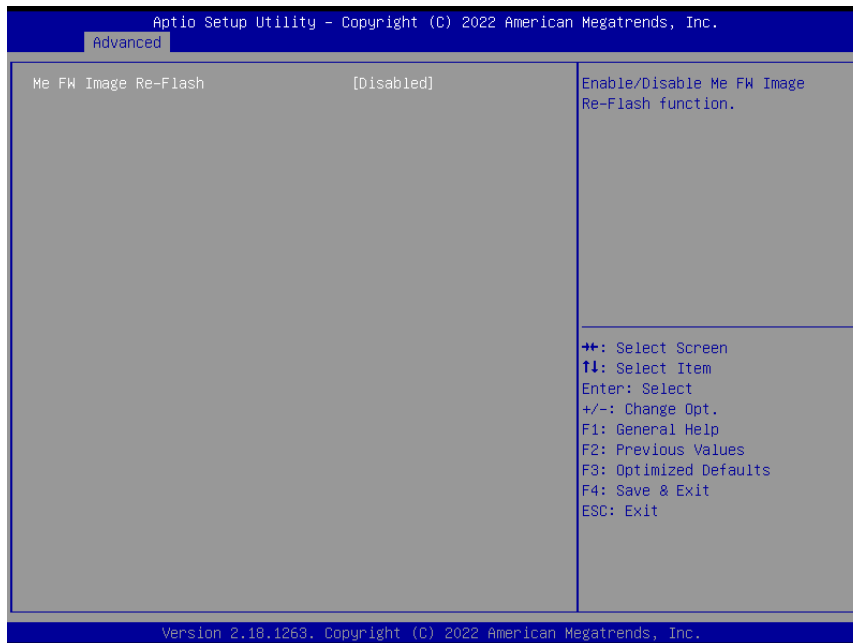 Aptio Setup Utility – Copyright (C) 2022 American Megatrends, Inc.
Advanced
Me FW Image Re-Flash [Disabled]
Enable/Disable Me FW Image
Re-Flash function.
→←: Select Screen
↑↓: Select Item
Enter: Select
+/-: Change Opt.
F1: General Help
F2: Previous Values
F3: Optimized Defaults
F4: Save & Exit
ESC: Exit
Version 2.18.1263. Copyright (C) 2022 American Megatrends, Inc.